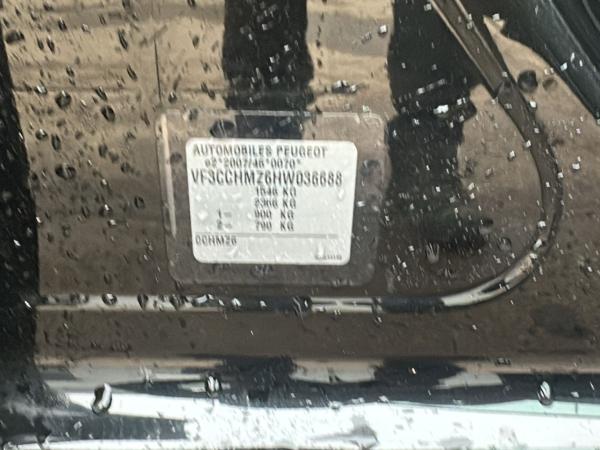 AUTOMOBILES PEUGEOT
e2*2007/46*0070*
VF3CCHMZ6HW036688
1546 KG
2366 KG
1— 900 KG
2— 790 KG
CCHMZ6